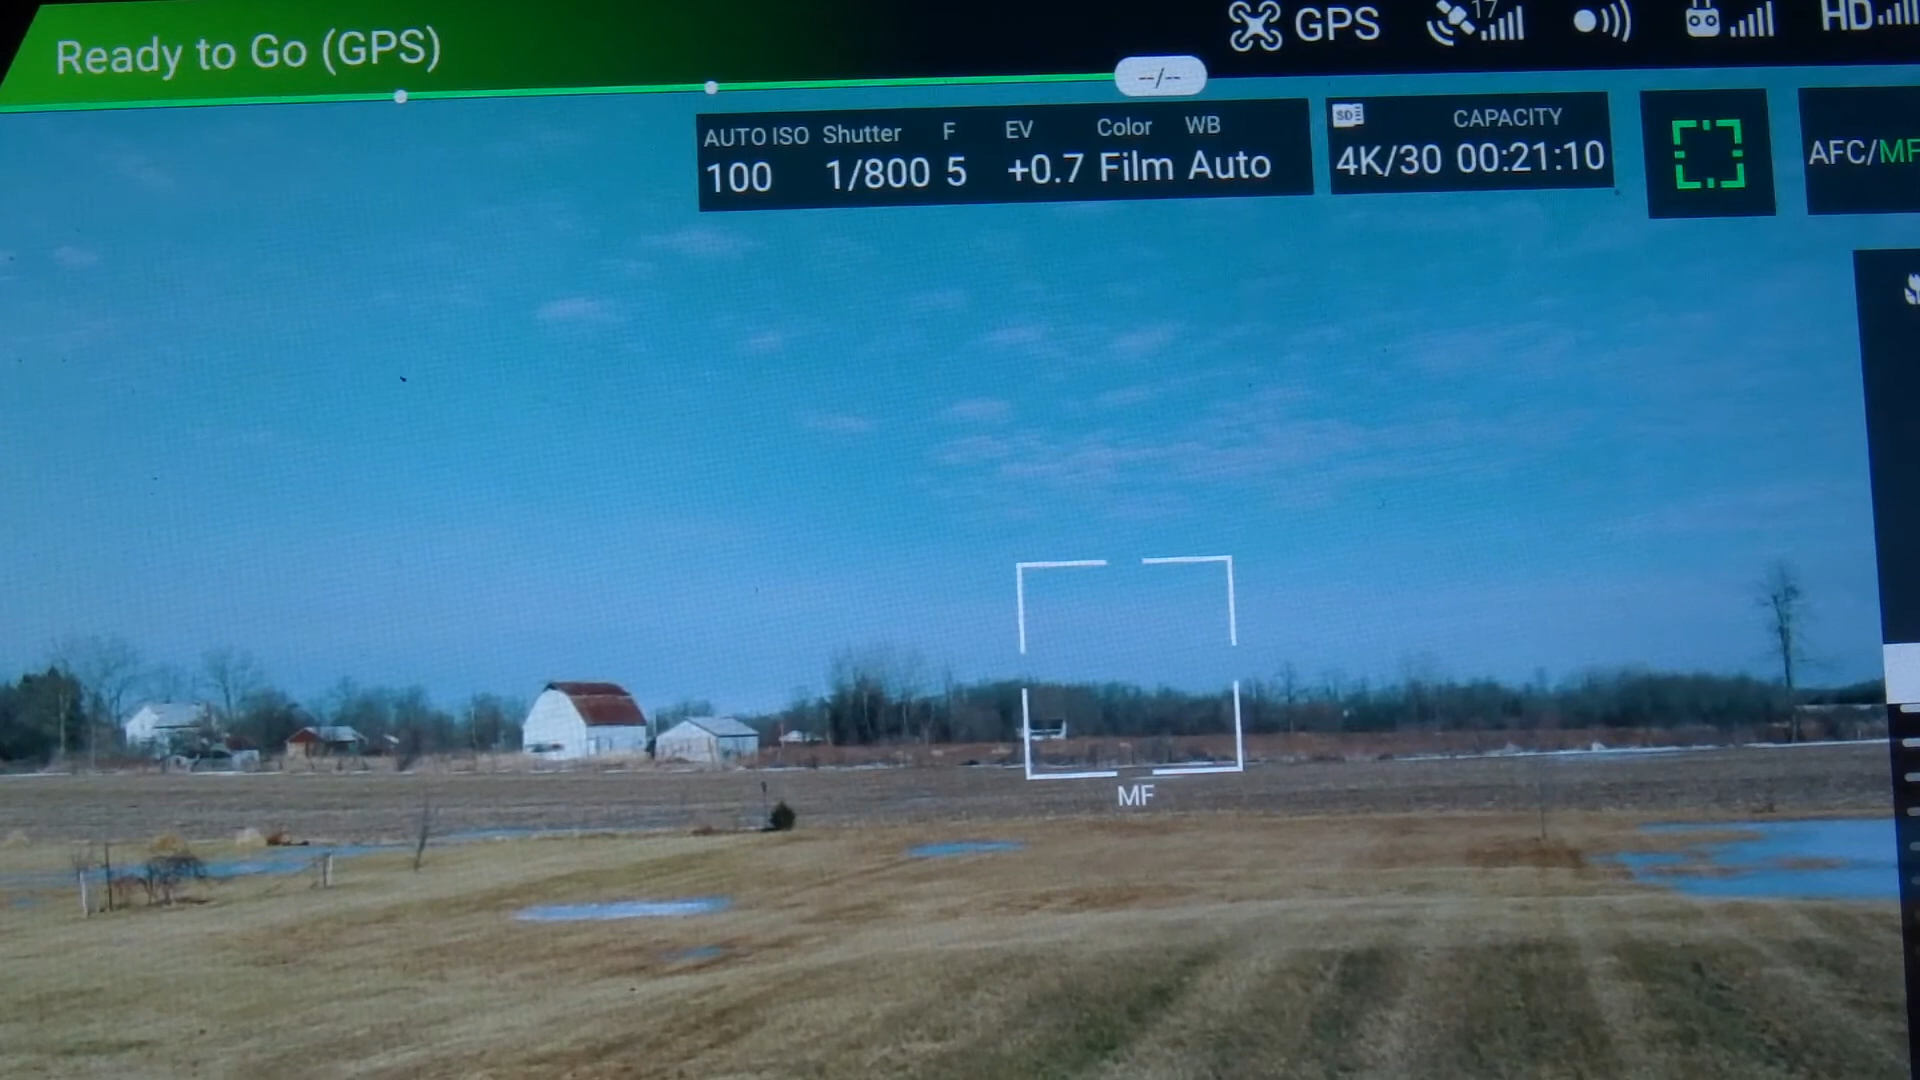 Ready to Go (GPS)
GPS
17
HD
--/--
AUTO ISO Shutter F EV Color WB
100 1/800 5 +0.7 Film Auto
SD CAPACITY
4K/30 00:21:10
AFC/MF
MF